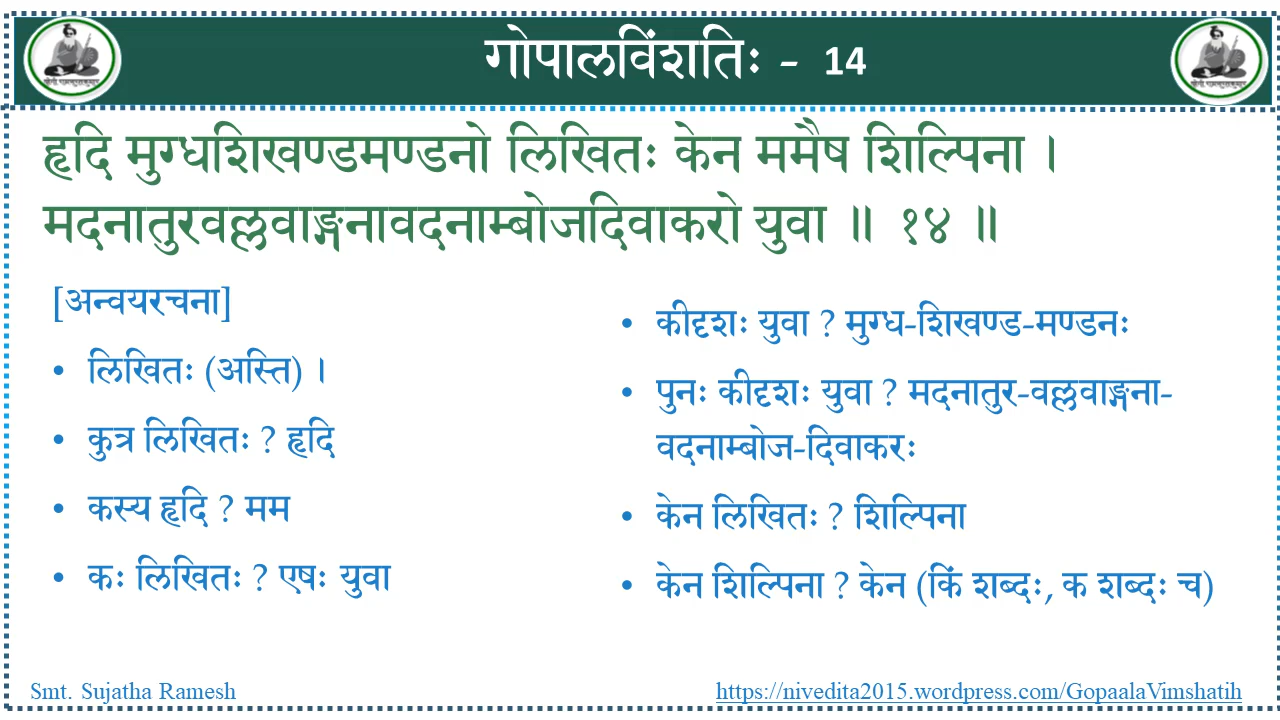 गोपालविंशतिः - 14
हृदि मुग्धशिखण्डमण्डनो लिखितः केन ममैष शिल्पिना ।
मदनातुरवल्लवाङ्गनावदनाम्बोजदिवाकरो युवा ॥ १४ ॥
[अन्वयरचना]
• लिखितः (अस्ति) ।
• कुत्र लिखितः ? हृदि
• कस्य हृदि ? मम
• कः लिखितः ? एषः युवा
• कीदृशः युवा ? मुग्ध-शिखण्ड-मण्डनः
• पुनः कीदृशः युवा ? मदनातुर-वल्लवाङ्गना-
वदनाम्बोज-दिवाकरः
• केन लिखितः ? शिल्पिना
• केन शिल्पिना ? केन (किं शब्दः, क शब्दः च)
Smt. Sujatha Ramesh
https://nivedita2015.wordpress.com/GopaalaVimshatih